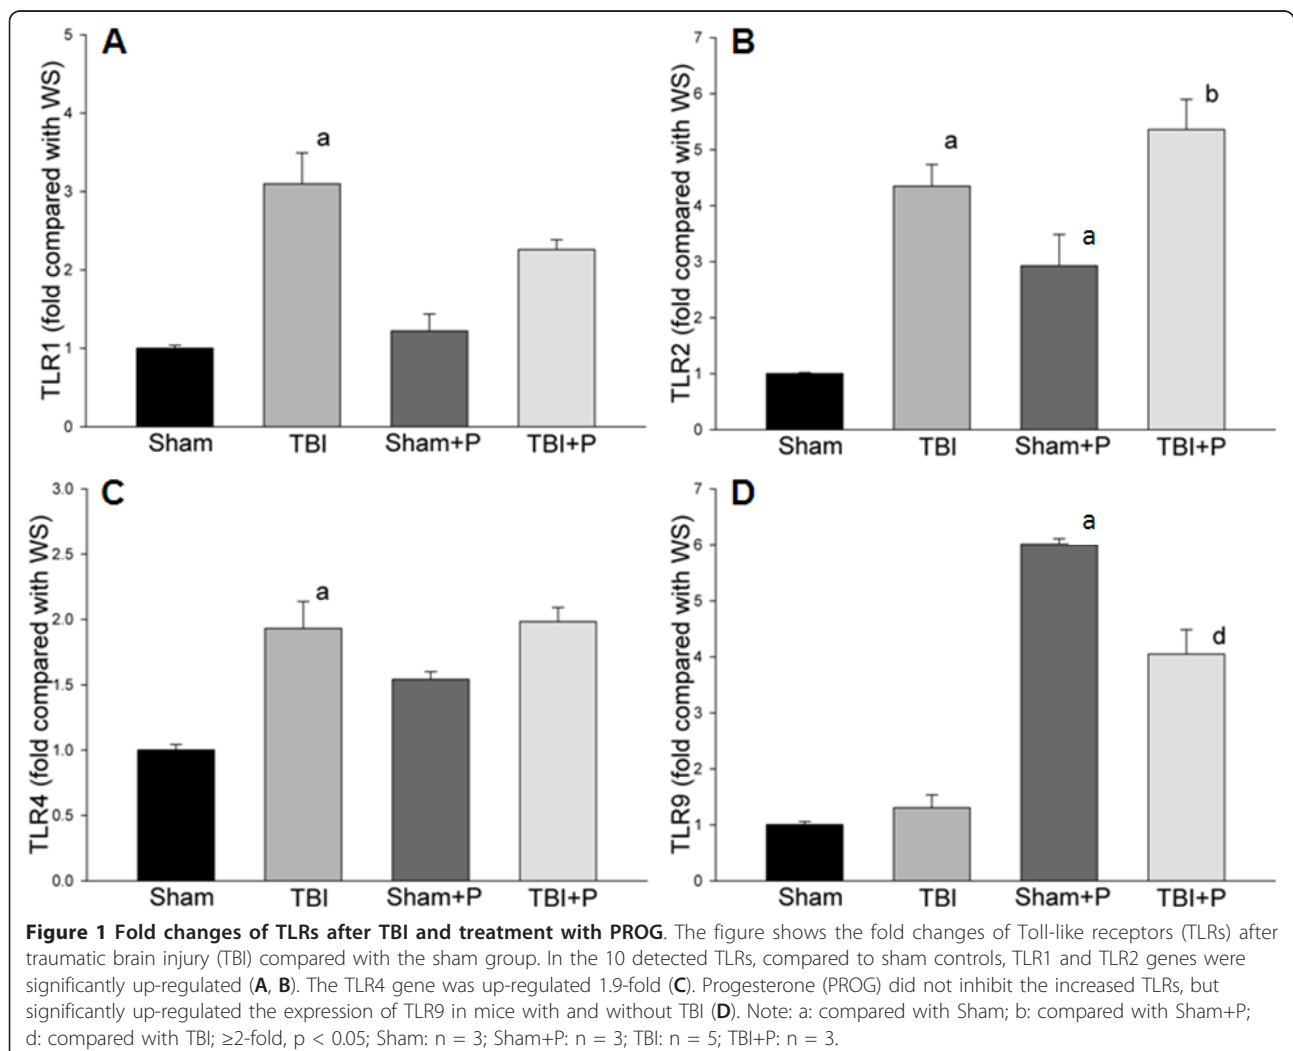 A
TLR1 (fold compared with WS)
5
4
3
2
1
0
a
Sham TBI Sham+P TBI+P
B
TLR2 (fold compared with WS)
7
6
5
4
3
2
1
0
a
a
b
Sham TBI Sham+P TBI+P
C
TLR4 (fold compared with WS)
3.0
2.5
2.0
1.5
1.0
0.5
0.0
a
Sham TBI Sham+P TBI+P
D
TLR9 (fold compared with WS)
7
6
5
4
3
2
1
0
a
d
Sham TBI Sham+P TBI+P
Figure 1 Fold changes of TLRs after TBI and treatment with PROG. The figure shows the fold changes of Toll-like receptors (TLRs) after
traumatic brain injury (TBI) compared with the sham group. In the 10 detected TLRs, compared to sham controls, TLR1 and TLR2 genes were
significantly up-regulated (A, B). The TLR4 gene was up-regulated 1.9-fold (C). Progesterone (PROG) did not inhibit the increased TLRs, but
significantly up-regulated the expression of TLR9 in mice with and without TBI (D). Note: a: compared with Sham; b: compared with Sham+P;
d: compared with TBI; ≥2-fold, p < 0.05; Sham: n = 3; Sham+P: n = 3; TBI: n = 5; TBI+P: n = 3.